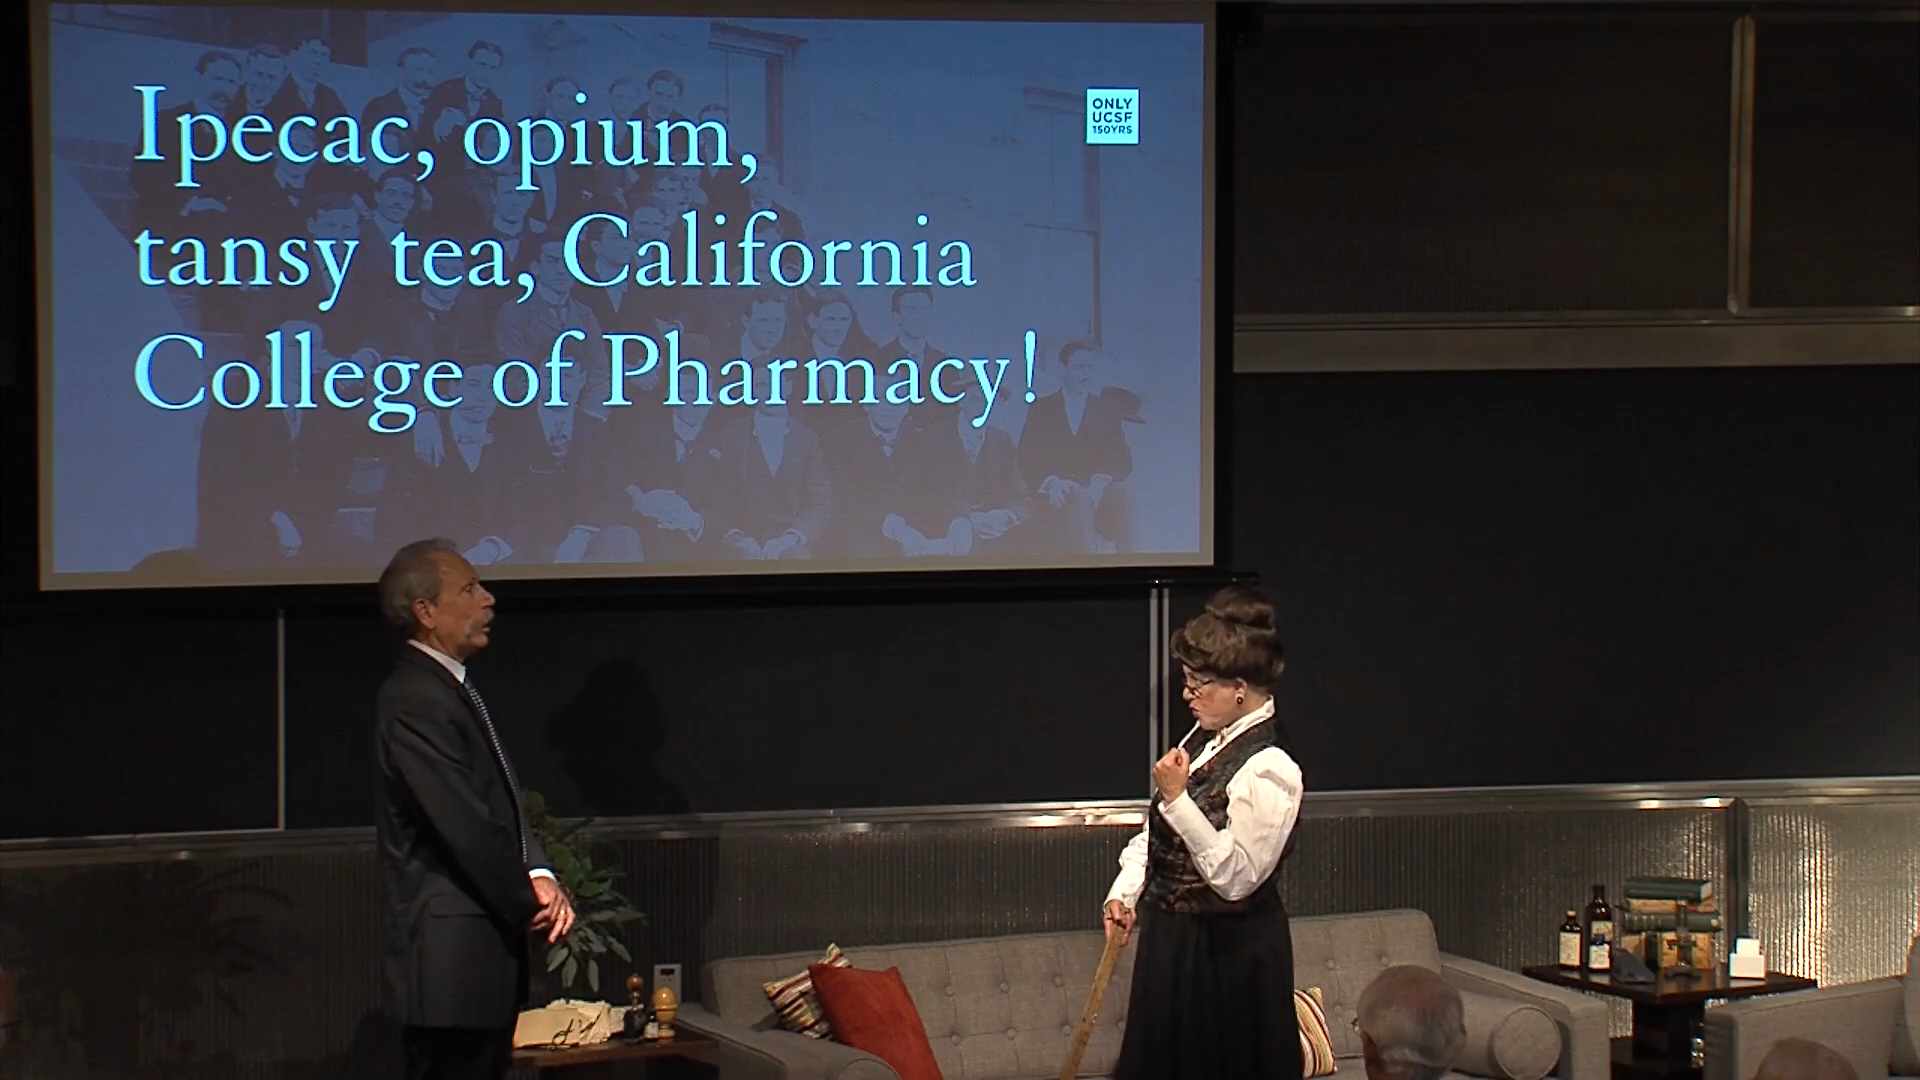 Ipecac, opium,
tansy tea, California
College of Pharmacy!
ONLY
UCSF
150YRS